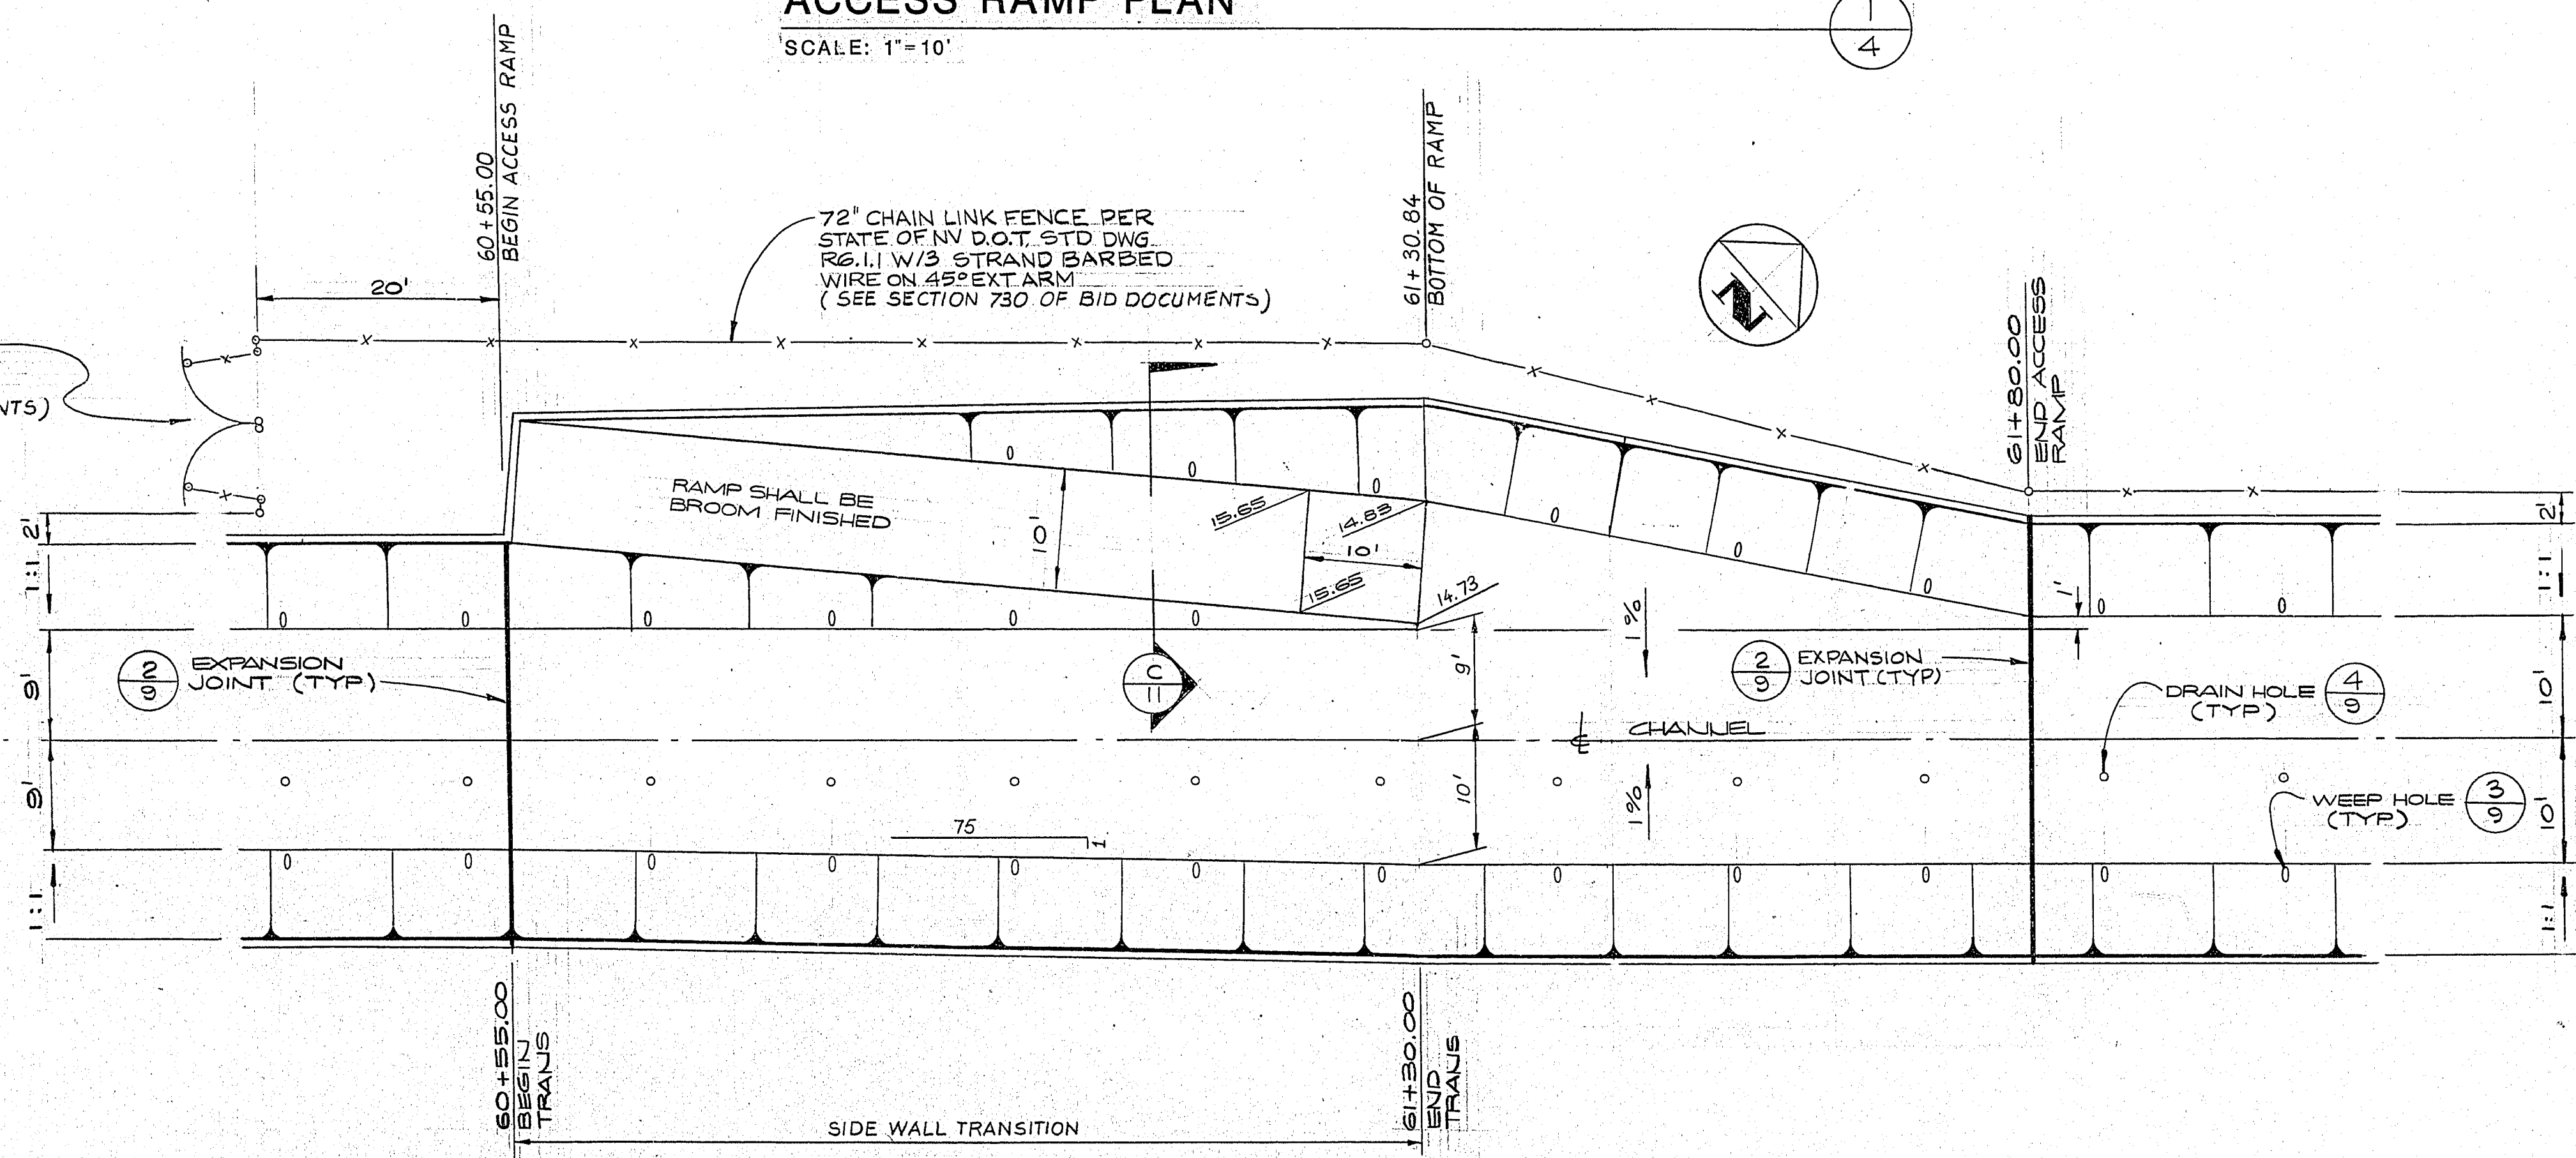 ACCESS RAMP PLAN
SCALE: 1"=10'
1
4
60+55.00
BEGIN ACCESS RAMP
20'
72" CHAIN LINK FENCE PER
STATE OF NV D.O.T. STD DWG
R6.1.1 W/3 STRAND BARBED
WIRE ON 45° EXT ARM
(SEE SECTION 730 OF BID DOCUMENTS)
61+30.84
BOTTOM OF RAMP
N
61+80.00
END ACCESS
RAMP
NTS)
RAMP SHALL BE
BROOM FINISHED
10'
15.65
14.83
10'
15.65
14.73
2'
1:1
9'
9'
1:1
2
9
EXPANSION
JOINT (TYP)
C
11
9'
10'
1%
1%
℄ CHANNEL
2
9
EXPANSION
JOINT (TYP)
1'
DRAIN HOLE
(TYP)
4
9
WEEP HOLE
(TYP)
3
9
2'
1:1
10'
10'
1:1
75
1
60+55.00
BEGIN
TRANS
SIDE WALL TRANSITION
61+30.00
END
TRANS